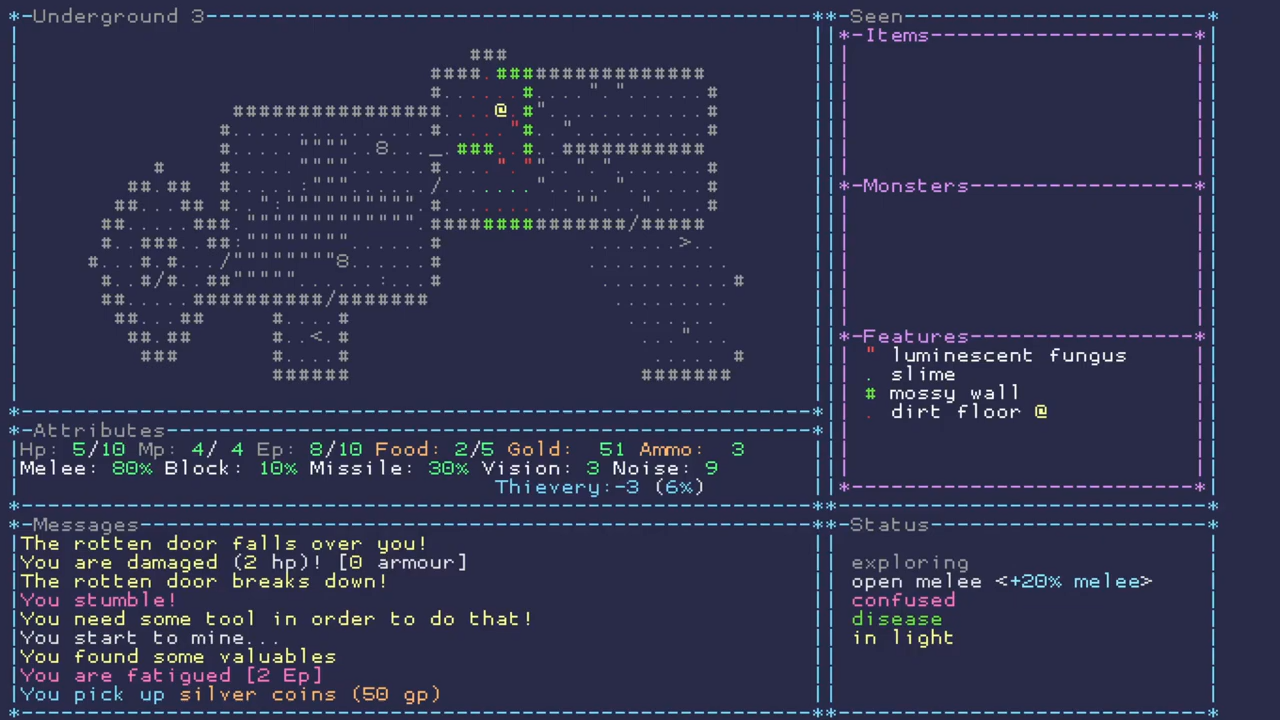 Underground 3
Seen
Items
Monsters
Features
" luminescent fungus
. slime
# mossy wall
. dirt floor @
Attributes
Hp: 5/10 Mp: 4/ 4 Ep: 8/10 Food: 2/5 Gold: 51 Ammo: 3
Melee: 80% Block: 10% Missile: 30% Vision: 3 Noise: 9
Thievery:-3 (6%)
Messages
The rotten door falls over you!
You are damaged (2 hp)! [0 armour]
The rotten door breaks down!
You stumble!
You need some tool in order to do that!
You start to mine...
You found some valuables
You are fatigued [2 Ep]
You pick up silver coins (50 gp)
Status
exploring
open melee <+20% melee>
confused
disease
in light